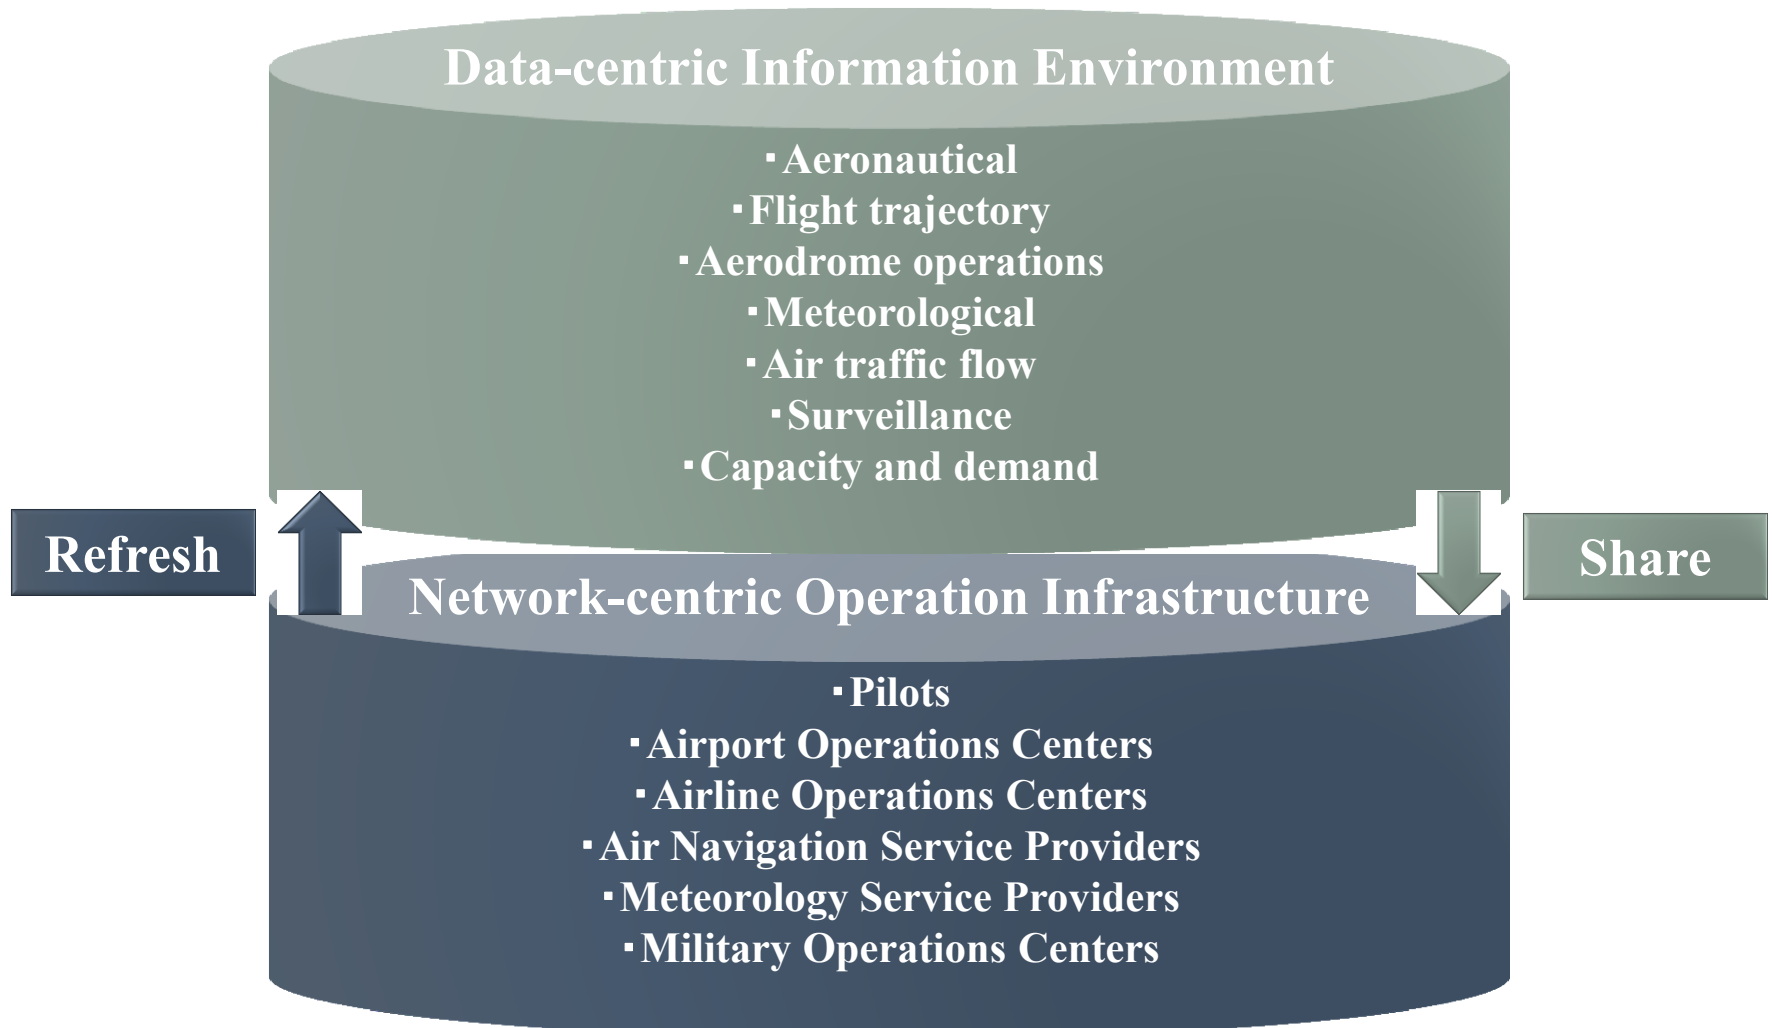 Data-centric Information Environment
▪Aeronautical
▪Flight trajectory
▪Aerodrome operations
▪Meteorological
▪Air traffic flow
▪Surveillance
▪Capacity and demand
Refresh
Share
Network-centric Operation Infrastructure
▪Pilots
▪Airport Operations Centers
▪Airline Operations Centers
▪Air Navigation Service Providers
▪Meteorology Service Providers
▪Military Operations Centers